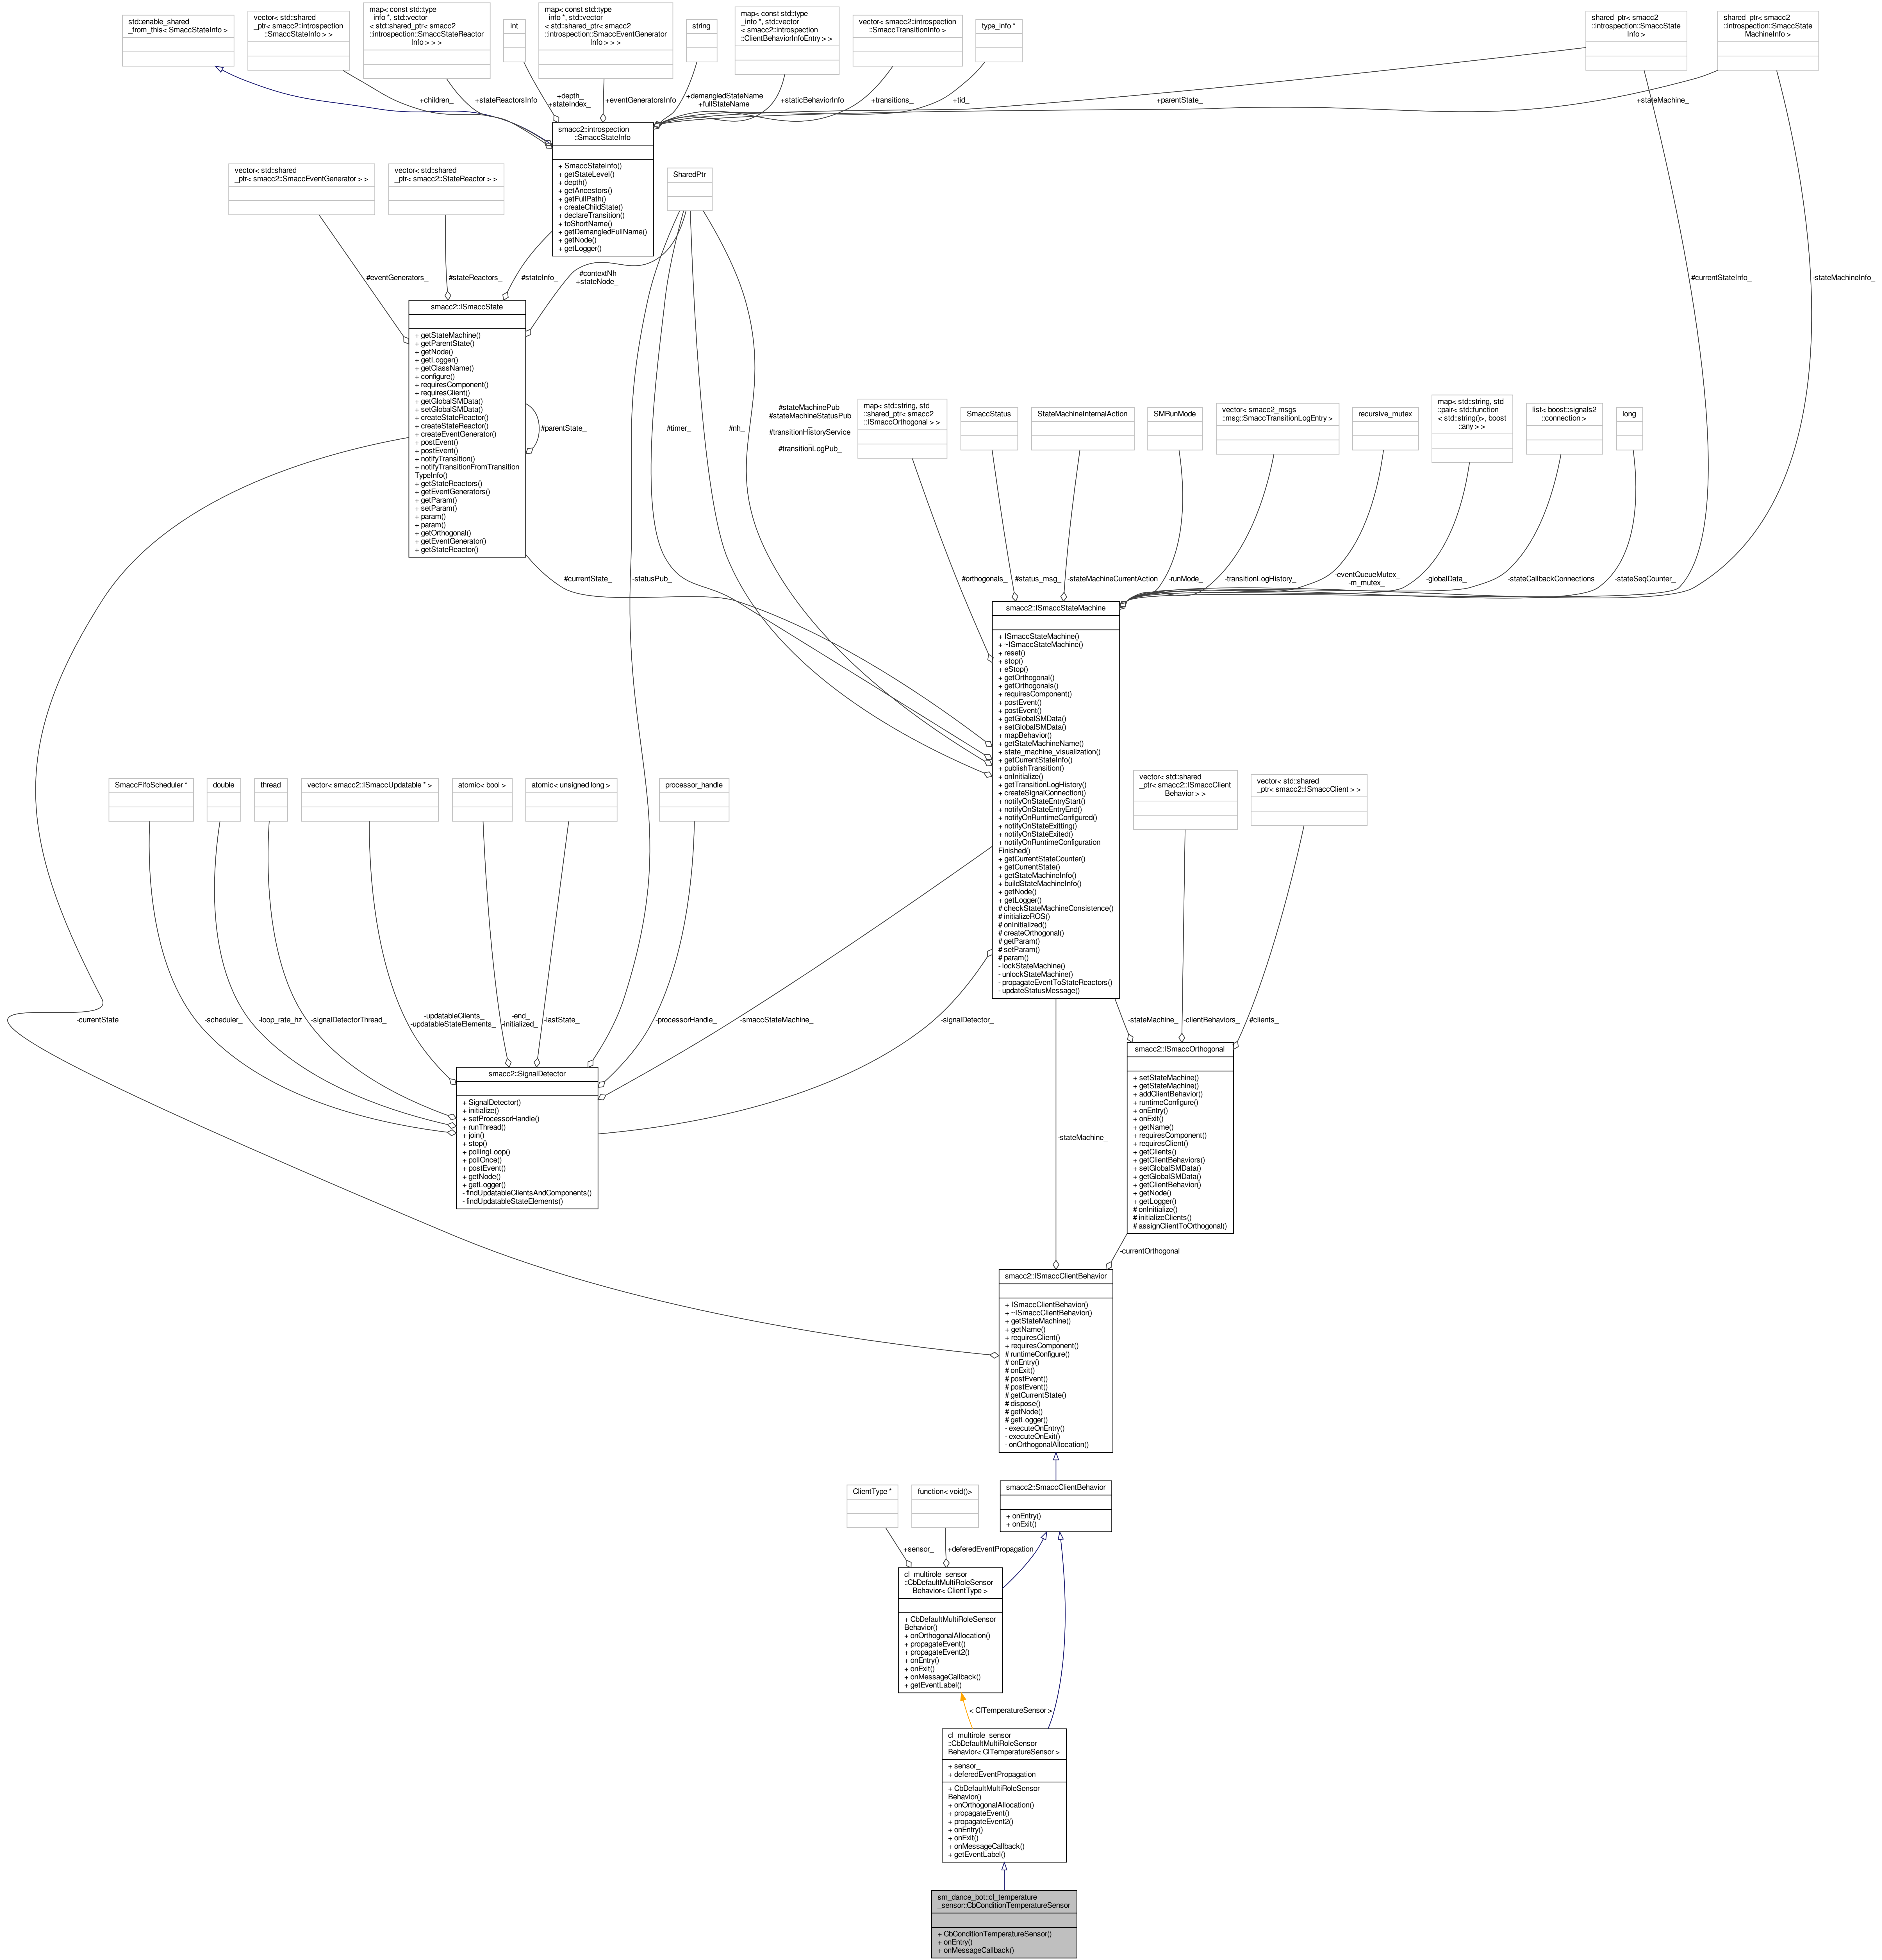 std::enable_shared
_from_this< SmaccStateInfo >
vector< std::shared
_ptr< smacc2::introspection
::SmaccStateInfo > >
map< const std::type
_info *, std::vector
< std::shared_ptr< smacc2
::introspection::SmaccStateReactor
Info > > >
int
map< const std::type
_info *, std::vector
< std::shared_ptr< smacc2
::introspection::SmaccEventGenerator
Info > > >
string
map< const std::type
_info *, std::vector
< smacc2::introspection
::ClientBehaviorInfoEntry > >
vector< smacc2::introspection
::SmaccTransitionInfo >
type_info *
shared_ptr< smacc2
::introspection::SmaccState
Info >
shared_ptr< smacc2
::introspection::SmaccState
MachineInfo >
+children_
+stateReactorsInfo
+depth_
+stateIndex_
+eventGeneratorsInfo
+demangledStateName
+fullStateName
+staticBehaviorInfo
+transitions_
+tid_
+parentState_
+stateMachine_
smacc2::introspection
::SmaccStateInfo
+ SmaccStateInfo()
+ getStateLevel()
+ depth()
+ getAncestors()
+ getFullPath()
+ createChildState()
+ declareTransition()
+ toShortName()
+ getDemangledFullName()
+ getNode()
+ getLogger()
vector< std::shared
_ptr< smacc2::SmaccEventGenerator > >
vector< std::shared
_ptr< smacc2::StateReactor > >
SharedPtr
#eventGenerators_
#stateReactors_
#stateInfo_
#contextNh
+stateNode_
#currentStateInfo_
-stateMachineInfo_
smacc2::ISmaccState
+ getStateMachine()
+ getParentState()
+ getNode()
+ getLogger()
+ getClassName()
+ configure()
+ requiresComponent()
+ requiresClient()
+ getGlobalSMData()
+ setGlobalSMData()
+ createStateReactor()
+ createStateReactor()
+ createEventGenerator()
+ postEvent()
+ postEvent()
+ notifyTransition()
+ notifyTransitionFromTransition
TypeInfo()
+ getStateReactors()
+ getEventGenerators()
+ getParam()
+ setParam()
+ param()
+ param()
+ getOrthogonal()
+ getEventGenerator()
+ getStateReactor()
#parentState_
#timer_
#nh_
#stateMachinePub_
#stateMachineStatusPub
_
#transitionHistoryService
_
#transitionLogPub_
map< std::string, std
::shared_ptr< smacc2
::ISmaccOrthogonal > >
SmaccStatus
StateMachineInternalAction
SMRunMode
vector< smacc2_msgs
::msg::SmaccTransitionLogEntry >
recursive_mutex
map< std::string, std
::pair< std::function
< std::string()>, boost
::any > >
list< boost::signals2
::connection >
long
#currentState_
-statusPub_
#orthogonals_
#status_msg_
-stateMachineCurrentAction
-runMode_
-transitionLogHistory_
-eventQueueMutex_
-m_mutex_
-globalData_
-stateCallbackConnections
-stateSeqCounter_
smacc2::ISmaccStateMachine
+ ISmaccStateMachine()
+ ~ISmaccStateMachine()
+ reset()
+ stop()
+ eStop()
+ getOrthogonal()
+ getOrthogonals()
+ requiresComponent()
+ postEvent()
+ postEvent()
+ getGlobalSMData()
+ setGlobalSMData()
+ mapBehavior()
+ getStateMachineName()
+ state_machine_visualization()
+ getCurrentStateInfo()
+ publishTransition()
+ onInitialize()
+ getTransitionLogHistory()
+ createSignalConnection()
+ notifyOnStateEntryStart()
+ notifyOnStateEntryEnd()
+ notifyOnRuntimeConfigured()
+ notifyOnStateExitting()
+ notifyOnStateExited()
+ notifyOnRuntimeConfiguration
Finished()
+ getCurrentStateCounter()
+ getCurrentState()
+ getStateMachineInfo()
+ buildStateMachineInfo()
+ getNode()
+ getLogger()
# checkStateMachineConsistence()
# initializeROS()
# onInitialized()
# createOrthogonal()
# getParam()
# setParam()
# param()
- lockStateMachine()
- unlockStateMachine()
- propagateEventToStateReactors()
- updateStatusMessage()
SmaccFifoScheduler *
double
thread
vector< smacc2::ISmaccUpdatable * >
atomic< bool >
atomic< unsigned long >
processor_handle
vector< std::shared
_ptr< smacc2::ISmaccClient
Behavior > >
vector< std::shared
_ptr< smacc2::ISmaccClient > >
-currentState
-scheduler_
-loop_rate_hz
-signalDetectorThread_
-updatableClients_
-updatableStateElements_
-end_
-initialized_
-lastState_
-processorHandle_
-smaccStateMachine_
-signalDetector_
-stateMachine_
-clientBehaviors_
#clients_
smacc2::SignalDetector
+ SignalDetector()
+ initialize()
+ setProcessorHandle()
+ runThread()
+ join()
+ stop()
+ pollingLoop()
+ pollOnce()
+ postEvent()
+ getNode()
+ getLogger()
- findUpdatableClientsAndComponents()
- findUpdatableStateElements()
smacc2::ISmaccOrthogonal
+ setStateMachine()
+ getStateMachine()
+ addClientBehavior()
+ runtimeConfigure()
+ onEntry()
+ onExit()
+ getName()
+ requiresComponent()
+ requiresClient()
+ getClients()
+ getClientBehaviors()
+ setGlobalSMData()
+ getGlobalSMData()
+ getClientBehavior()
+ getNode()
+ getLogger()
# onInitialize()
# initializeClients()
# assignClientToOrthogonal()
-stateMachine_
-currentOrthogonal
smacc2::ISmaccClientBehavior
+ ISmaccClientBehavior()
+ ~ISmaccClientBehavior()
+ getStateMachine()
+ getName()
+ requiresClient()
+ requiresComponent()
# runtimeConfigure()
# onEntry()
# onExit()
# postEvent()
# postEvent()
# getCurrentState()
# dispose()
# getNode()
# getLogger()
- executeOnEntry()
- executeOnExit()
- onOrthogonalAllocation()
ClientType *
function< void()>
smacc2::SmaccClientBehavior
+ onEntry()
+ onExit()
+sensor_
+deferedEventPropagation
cl_multirole_sensor
::CbDefaultMultiRoleSensor
Behavior< ClientType >
+ CbDefaultMultiRoleSensor
Behavior()
+ onOrthogonalAllocation()
+ propagateEvent()
+ propagateEvent2()
+ onEntry()
+ onExit()
+ onMessageCallback()
+ getEventLabel()
< ClTemperatureSensor >
cl_multirole_sensor
::CbDefaultMultiRoleSensor
Behavior< ClTemperatureSensor >
+ sensor_
+ deferedEventPropagation
+ CbDefaultMultiRoleSensor
Behavior()
+ onOrthogonalAllocation()
+ propagateEvent()
+ propagateEvent2()
+ onEntry()
+ onExit()
+ onMessageCallback()
+ getEventLabel()
sm_dance_bot::cl_temperature
_sensor::CbConditionTemperatureSensor
+ CbConditionTemperatureSensor()
+ onEntry()
+ onMessageCallback()